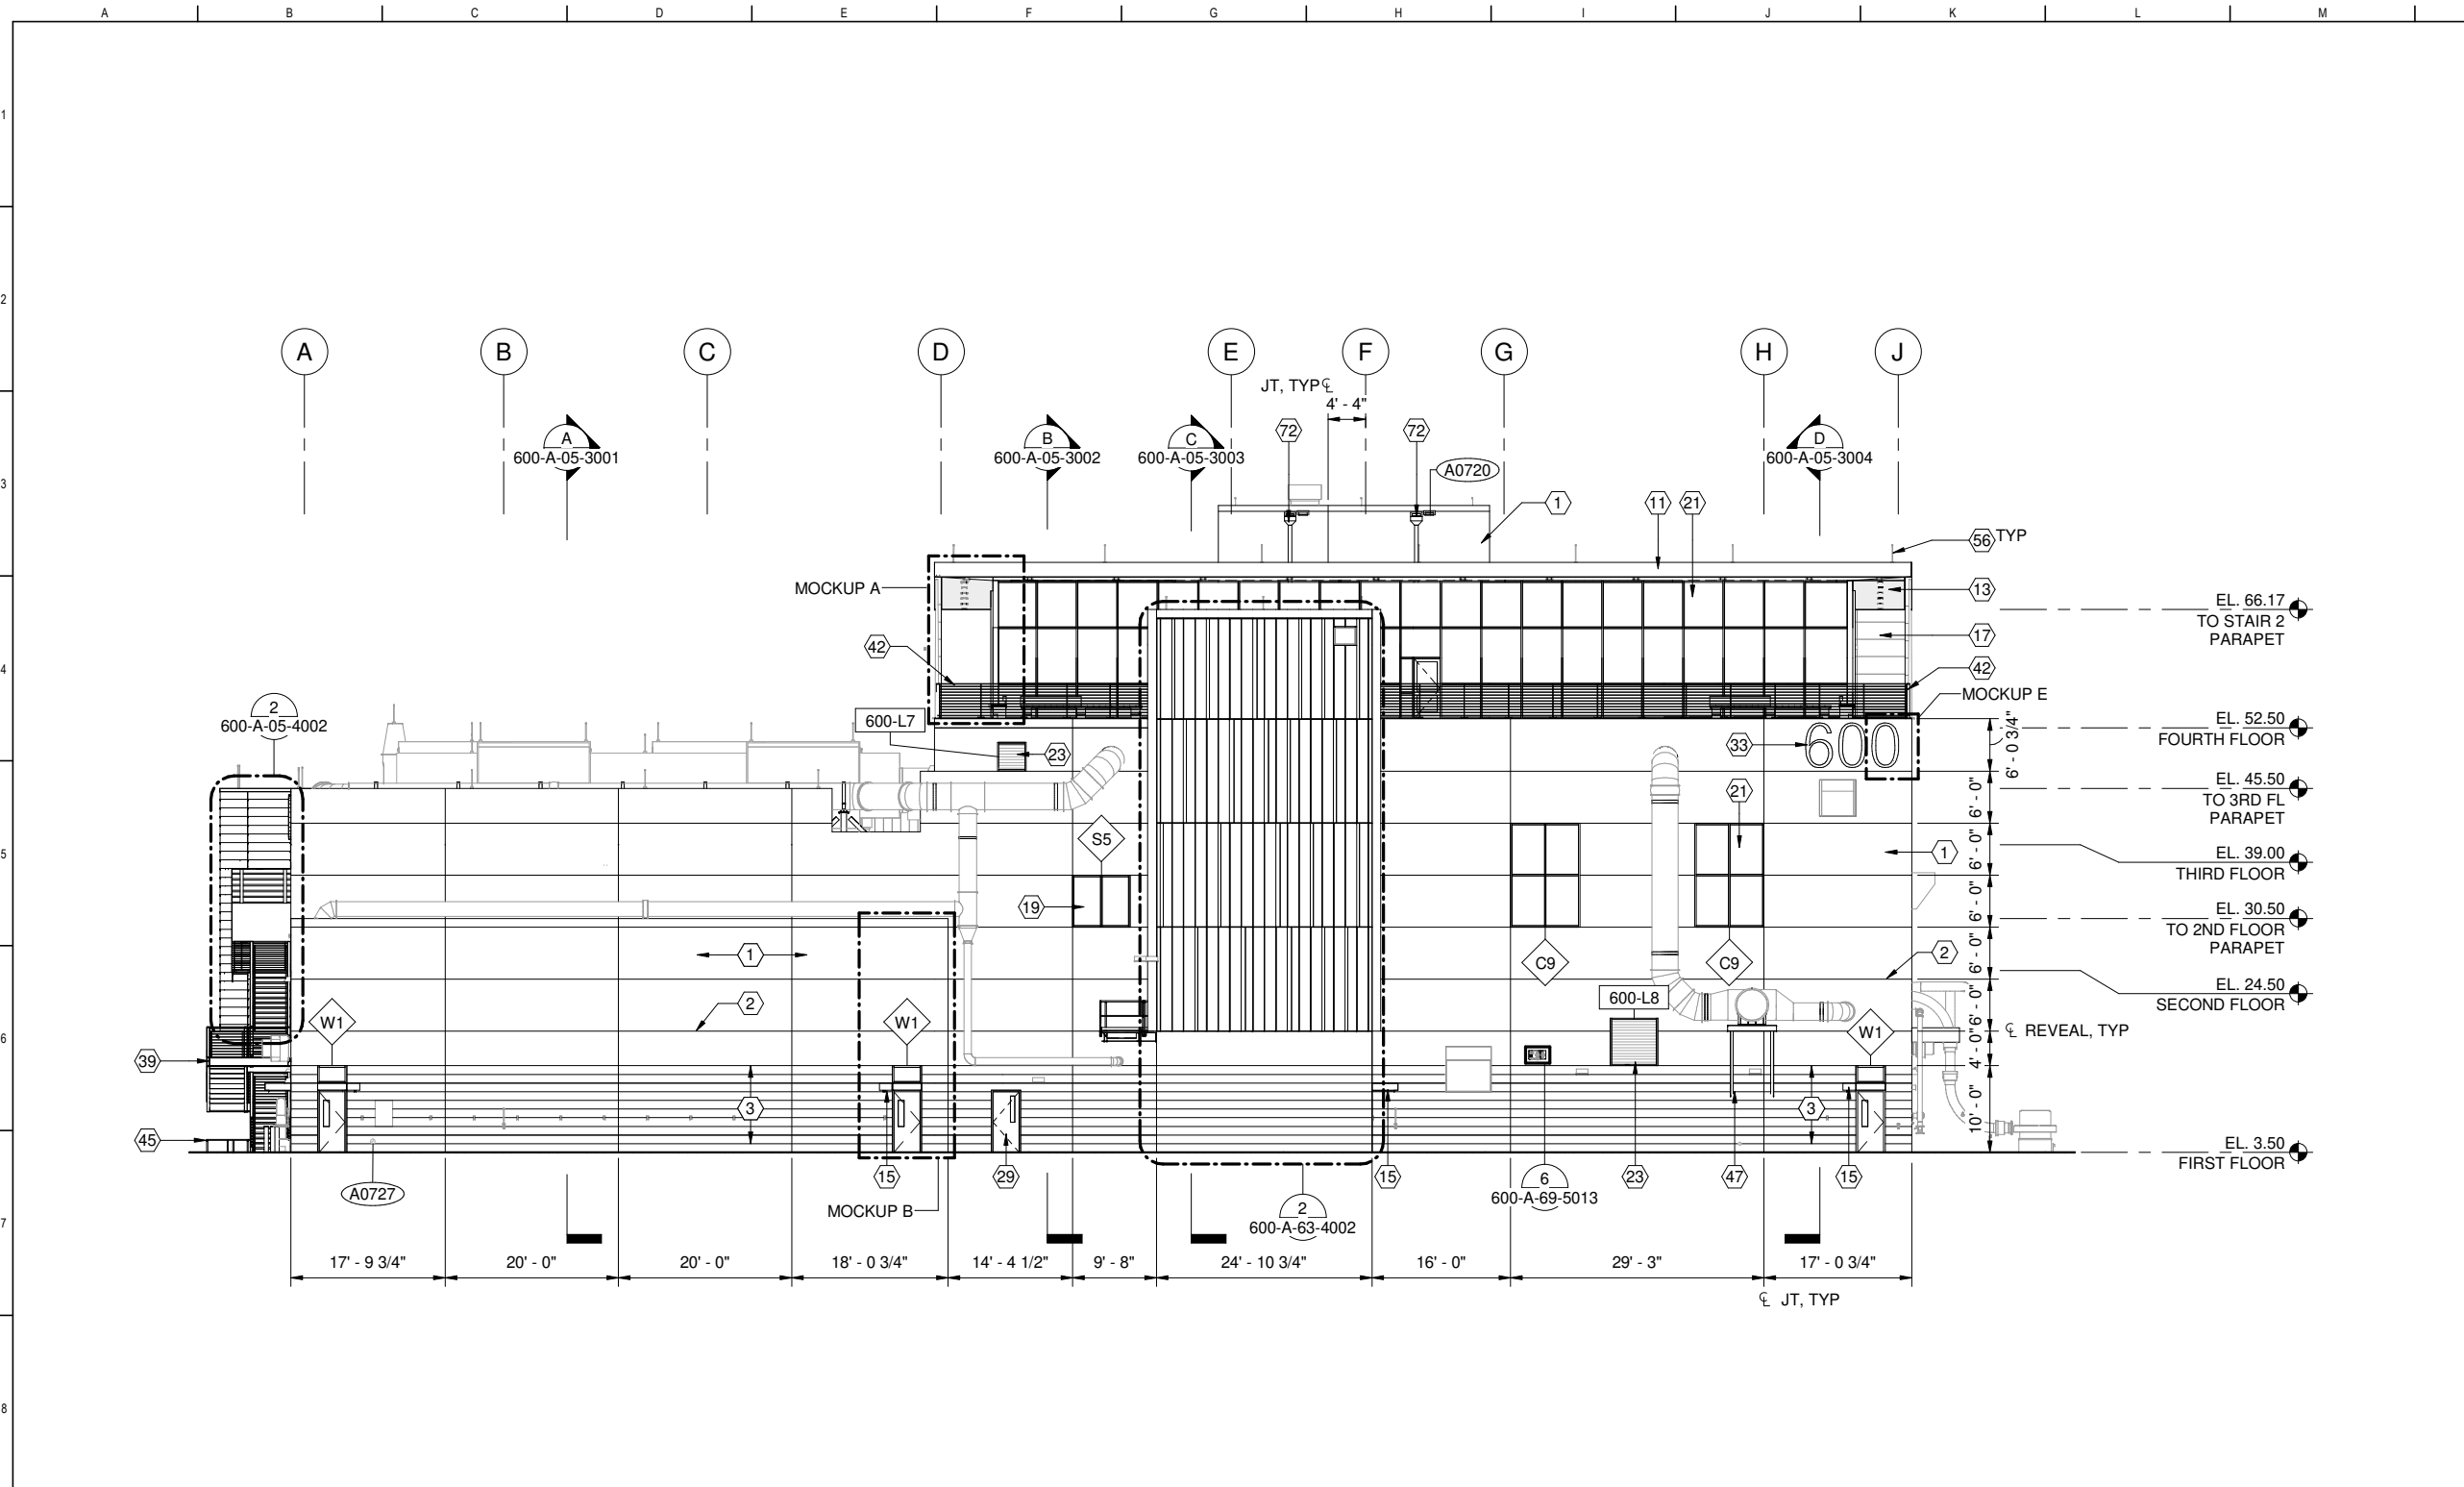 A B C D E F G H I J K L M
1
2
A B C D E F G H J
JT, TYP ℄
4' - 4"
A
600-A-05-3001
B
600-A-05-3002
C
600-A-05-3003
72
72
D
600-A-05-3004
A0720
3
1
11
21
56 TYP
MOCKUP A
13
EL. 66.17
TO STAIR 2
PARAPET
17
42
4
42
MOCKUP E
2
600-A-05-4002
600-L7
23
33
600
6' - 0 3/4"
EL. 52.50
FOURTH FLOOR
21
6' - 0"
EL. 45.50
TO 3RD FL
PARAPET
S5
5
1
6' - 0"
EL. 39.00
THIRD FLOOR
19
6' - 0"
EL. 30.50
TO 2ND FLOOR
PARAPET
1
C9
C9
2
6' - 0"
2
600-L8
6' - 0"
EL. 24.50
SECOND FLOOR
W1
W1
W1
℄ REVEAL, TYP
6
39
4' - 0"
3
3
10' - 0"
45
EL. 3.50
FIRST FLOOR
A0727
15
29
15
6
600-A-69-5013
23
47
15
MOCKUP B
2
600-A-63-4002
7
17' - 9 3/4" 20' - 0" 20' - 0" 18' - 0 3/4" 14' - 4 1/2" 9' - 8" 24' - 10 3/4" 16' - 0" 29' - 3" 17' - 0 3/4"
℄ JT, TYP
8